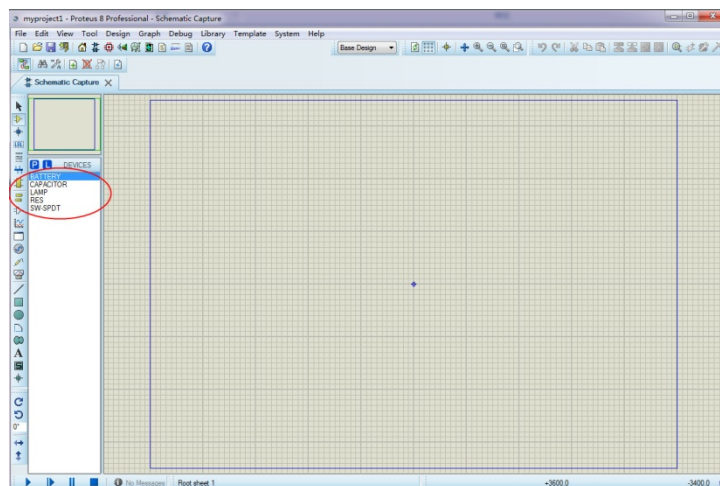 myproject1 - Proteus 8 Professional - Schematic Capture
File Edit View Tool Design Graph Debug Library Template System Help
Base Design
Schematic Capture
P L DEVICES
BATTERY
CAPACITOR
LAMP
RES
SW-SPDT
LBL
A
0°
No Messages Root sheet 1 +3600.0 -3400.0